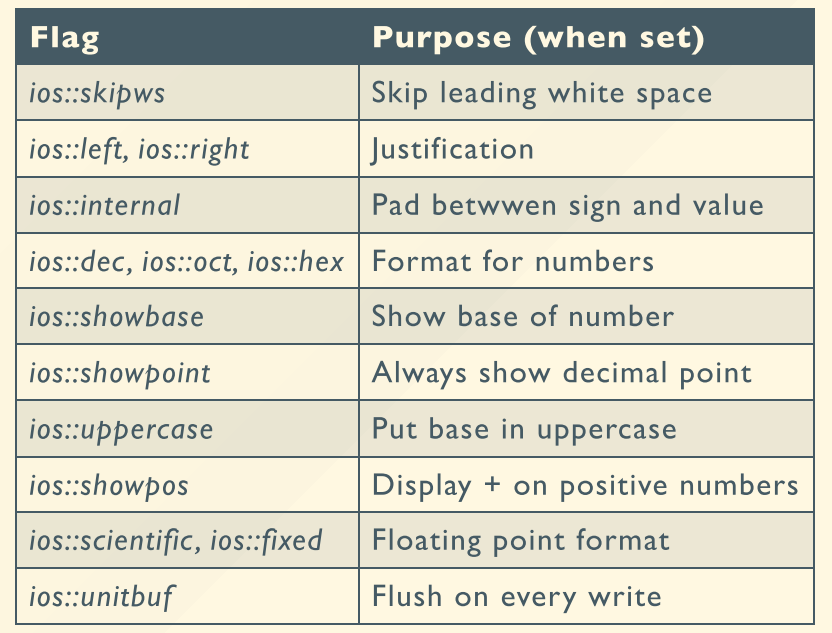 Flag Purpose (when set)
ios::skipws Skip leading white space
ios::left, ios::right Justification
ios::internal Pad betwwen sign and value
ios::dec, ios::oct, ios::hex Format for numbers
ios::showbase Show base of number
ios::showpoint Always show decimal point
ios::uppercase Put base in uppercase
ios::showpos Display + on positive numbers
ios::scientific, ios::fixed Floating point format
ios::unitbuf Flush on every write